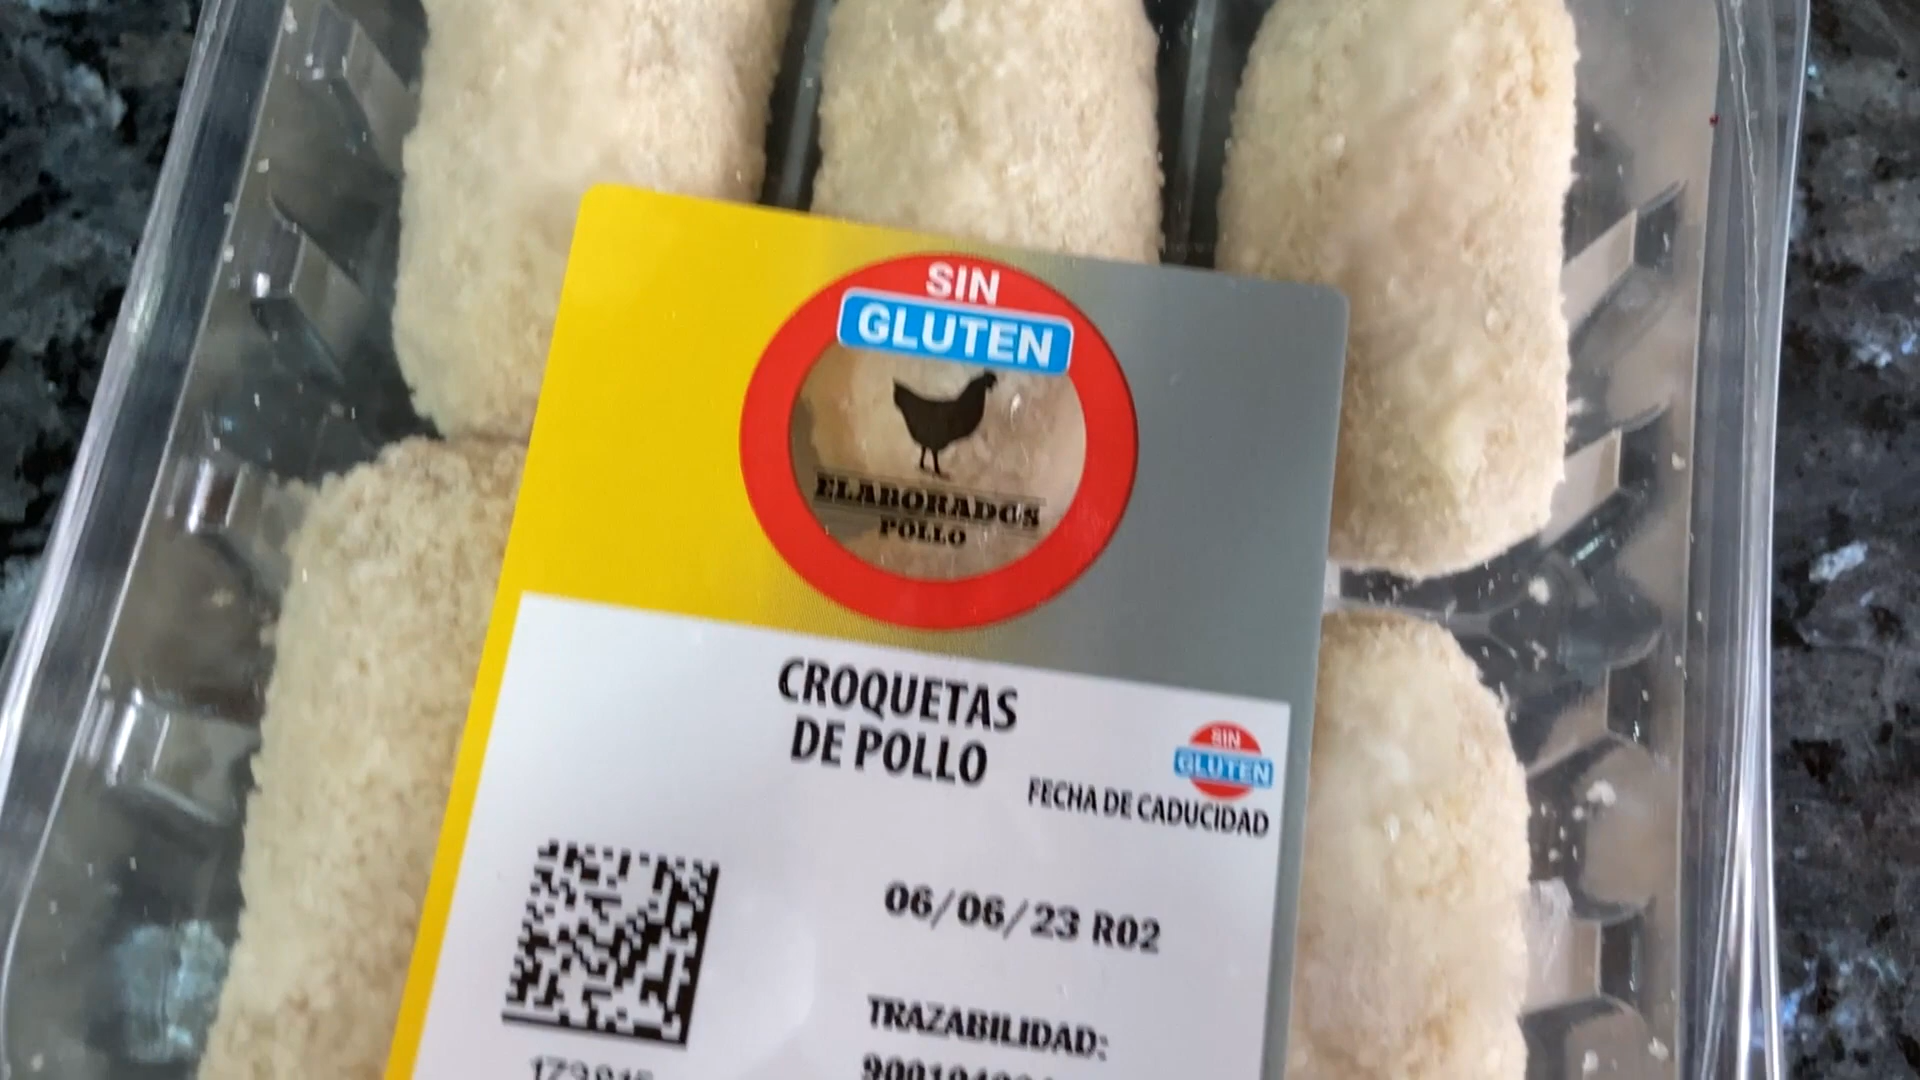 SIN
GLUTEN
ELABORADOS
POLLO
CROQUETAS
DE POLLO
SIN
GLUTEN
FECHA DE CADUCIDAD
06/06/23 R02
TRAZABILIDAD: